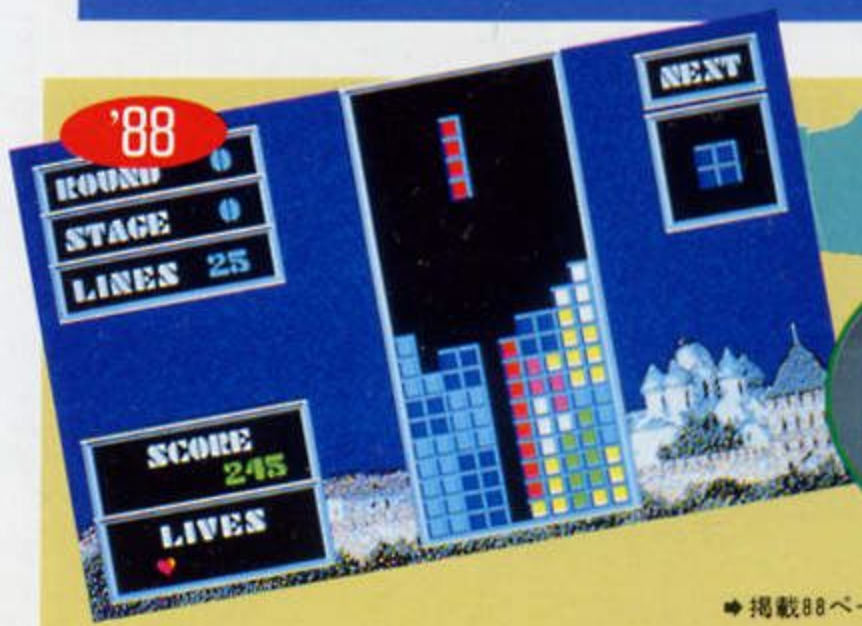 '88
ROUND 0
STAGE 0
LINES 25
NEXT
SCORE
245
LIVES
➡掲載88ペー